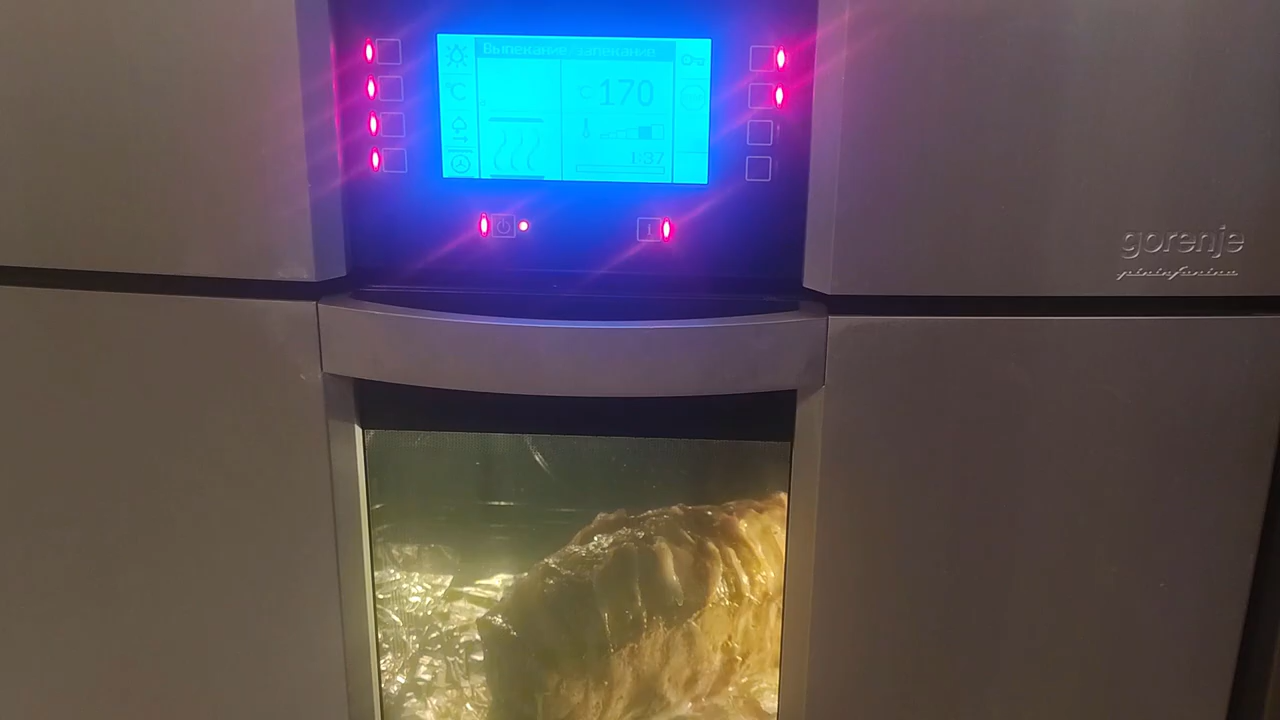 Выпекание/запекание
°C
°C 170
1:37
i
gorenje
pininfarina